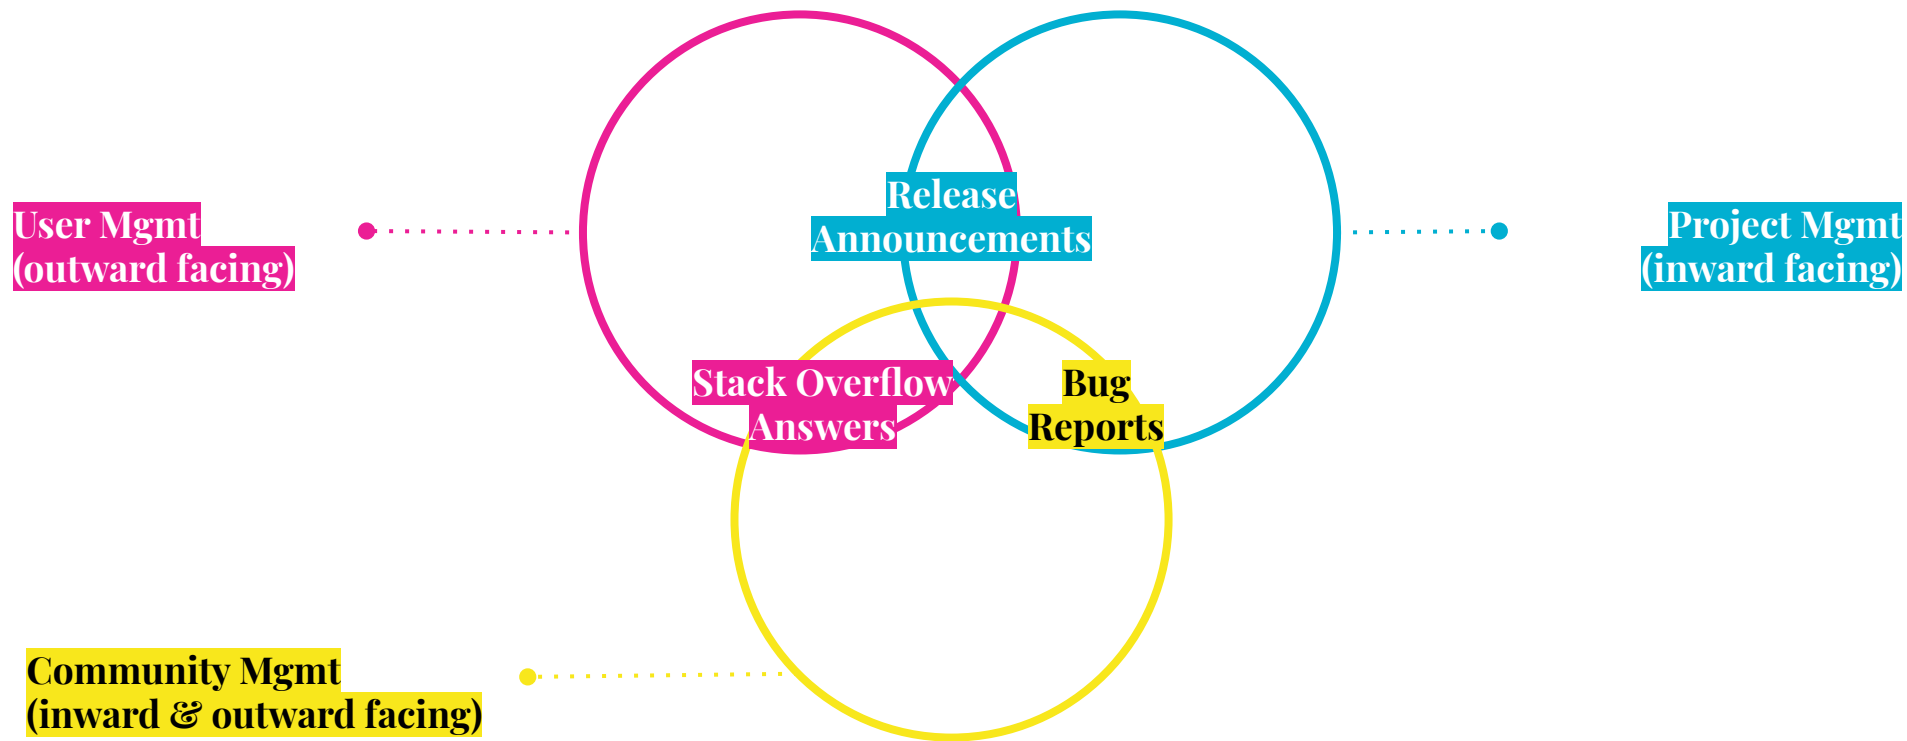 Release
Announcements
User Mgmt
(outward facing)
Project Mgmt
(inward facing)
Stack Overflow
Answers
Bug
Reports
Community Mgmt
(inward & outward facing)